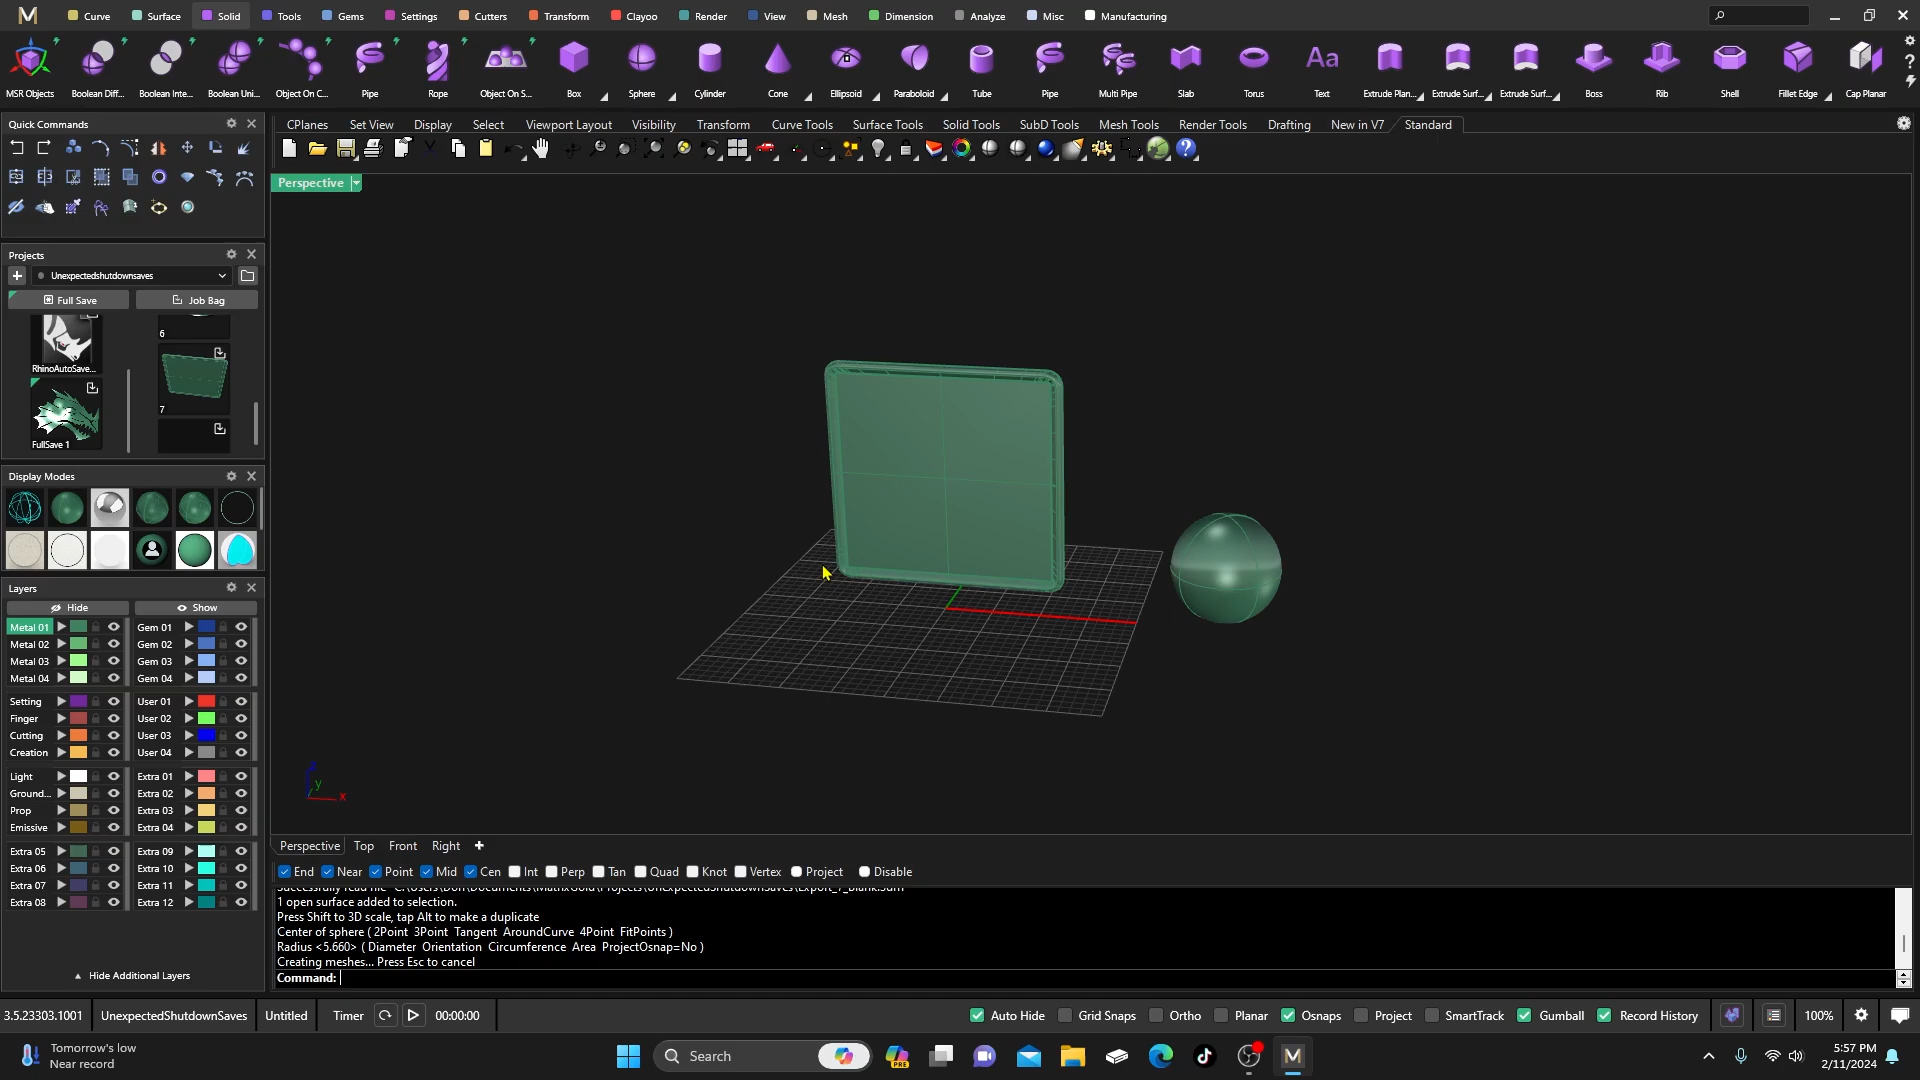 Curve Surface Solid Tools Gems Settings Cutters Transform Clayoo Render View Mesh Dimension Analyze Misc Manufacturing
MSR Objects Boolean Diff... Boolean Inte... Boolean Uni... Object On C... Pipe Rope Object On S... Box Sphere Cylinder Cone Ellipsoid Paraboloid Tube Pipe Multi Pipe Slab Torus Text Extrude Plan... Extrude Surf... Extrude Surf... Boss Rib Shell Fillet Edge Cap Planar
Quick Commands
CPlanes Set View Display Select Viewport Layout Visibility Transform Curve Tools Surface Tools Solid Tools SubD Tools Mesh Tools Render Tools Drafting New in V7 Standard
Perspective
Projects
Unexpectedshutdownsaves
Full Save Job Bag
6
RhinoAutoSave...
7
FullSave 1
Display Modes
Layers
Hide Show
Metal 01 Gem 01
Metal 02 Gem 02
Metal 03 Gem 03
Metal 04 Gem 04
Setting User 01
Finger User 02
Cutting User 03
Creation User 04
Light Extra 01
Ground... Extra 02
Prop Extra 03
Emissive Extra 04
Extra 05 Extra 09
Extra 06 Extra 10
Extra 07 Extra 11
Extra 08 Extra 12
Hide Additional Layers
z
y
x
Perspective Top Front Right
End Near Point Mid Cen Int Perp Tan Quad Knot Vertex Project Disable
1 open surface added to selection.
Press Shift to 3D scale, tap Alt to make a duplicate
Center of sphere ( 2Point 3Point Tangent AroundCurve 4Point FitPoints )
Radius <5.660> ( Diameter Orientation Circumference Area ProjectOsnap=No )
Creating meshes... Press Esc to cancel
Command:
3.5.23303.1001 UnexpectedShutdownSaves Untitled Timer 00:00:00 Auto Hide Grid Snaps Ortho Planar Osnaps Project SmartTrack Gumball Record History 100%
Tomorrow's low
Near record
Search
PRE
M
5:57 PM
2/11/2024